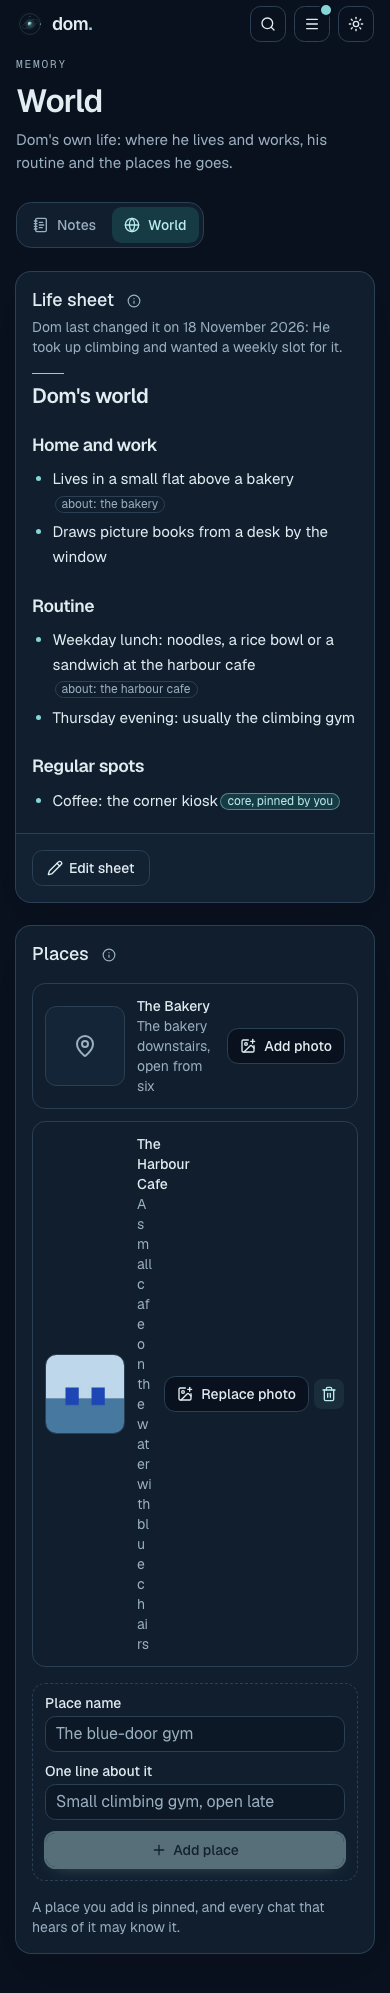 dom.
MEMORY
World
Dom's own life: where he lives and works, his
routine and the places he goes.
Notes
World
Life sheet
Dom last changed it on 18 November 2026: He
took up climbing and wanted a weekly slot for it.
Dom's world
Home and work
Lives in a small flat above a bakery
about: the bakery
Draws picture books from a desk by the
window
Routine
Weekday lunch: noodles, a rice bowl or a
sandwich at the harbour cafe
about: the harbour cafe
Thursday evening: usually the climbing gym
Regular spots
Coffee: the corner kiosk core, pinned by you
Edit sheet
Places
The Bakery
The bakery
downstairs,
open from
six
Add photo
The
Harbour
Cafe
A
s
m
all
c
af
e
o
n
th
e
w
at
er
wi
th
bl
u
e
c
h
ai
rs
Replace photo
Place name
The blue-door gym
One line about it
Small climbing gym, open late
Add place
A place you add is pinned, and every chat that
hears of it may know it.